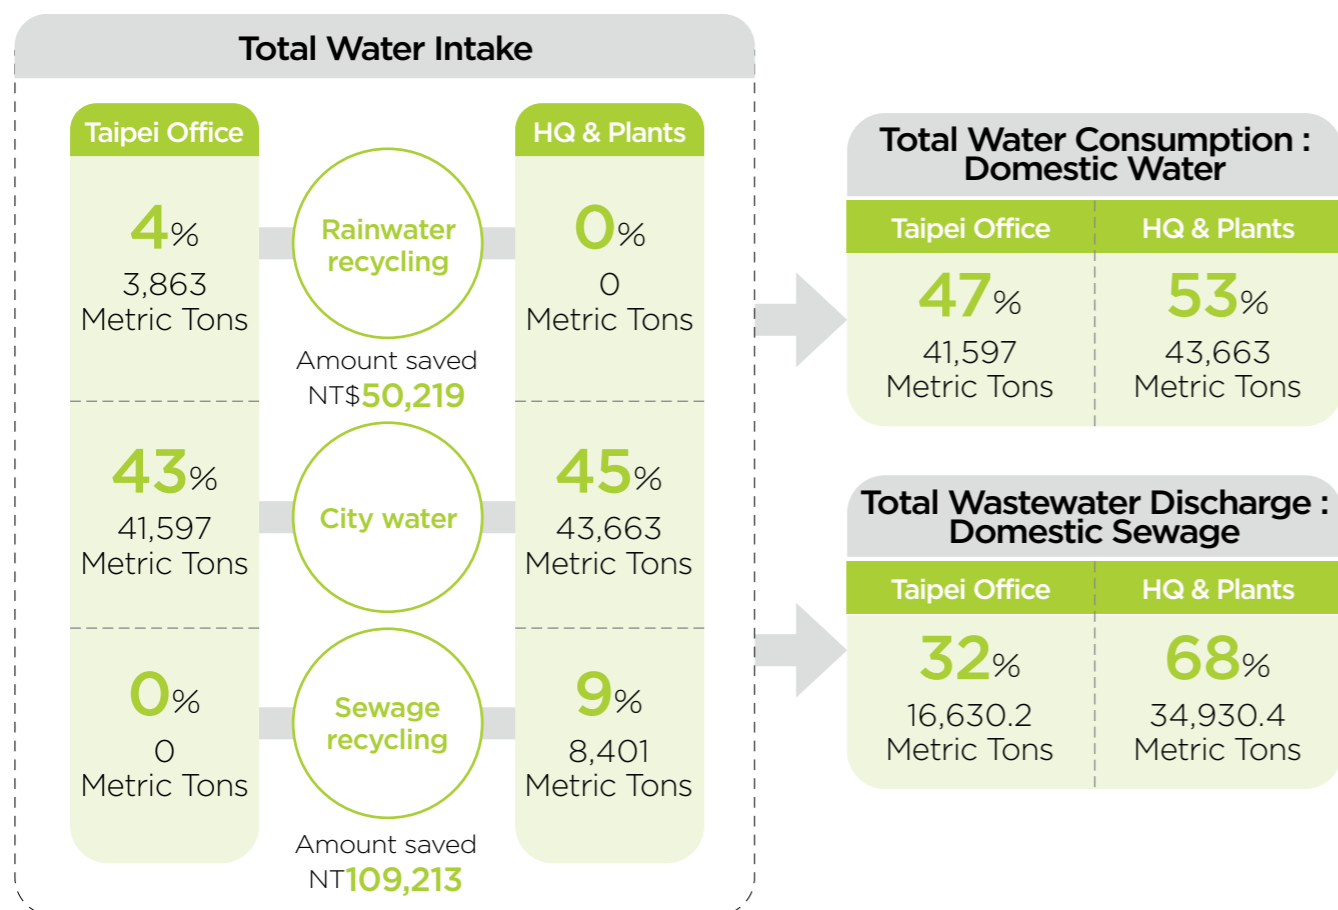 Total Water Intake
Taipei Office
HQ & Plants
4%
3,863
Metric Tons
Rainwater
recycling
0%
0
Metric Tons
Amount saved
NT$50,219
43%
41,597
Metric Tons
City water
45%
43,663
Metric Tons
0%
0
Metric Tons
Sewage
recycling
9%
8,401
Metric Tons
Amount saved
NT109,213
Total Water Consumption :
Domestic Water
Taipei Office
HQ & Plants
47%
41,597
Metric Tons
53%
43,663
Metric Tons
Total Wastewater Discharge :
Domestic Sewage
Taipei Office
HQ & Plants
32%
16,630.2
Metric Tons
68%
34,930.4
Metric Tons